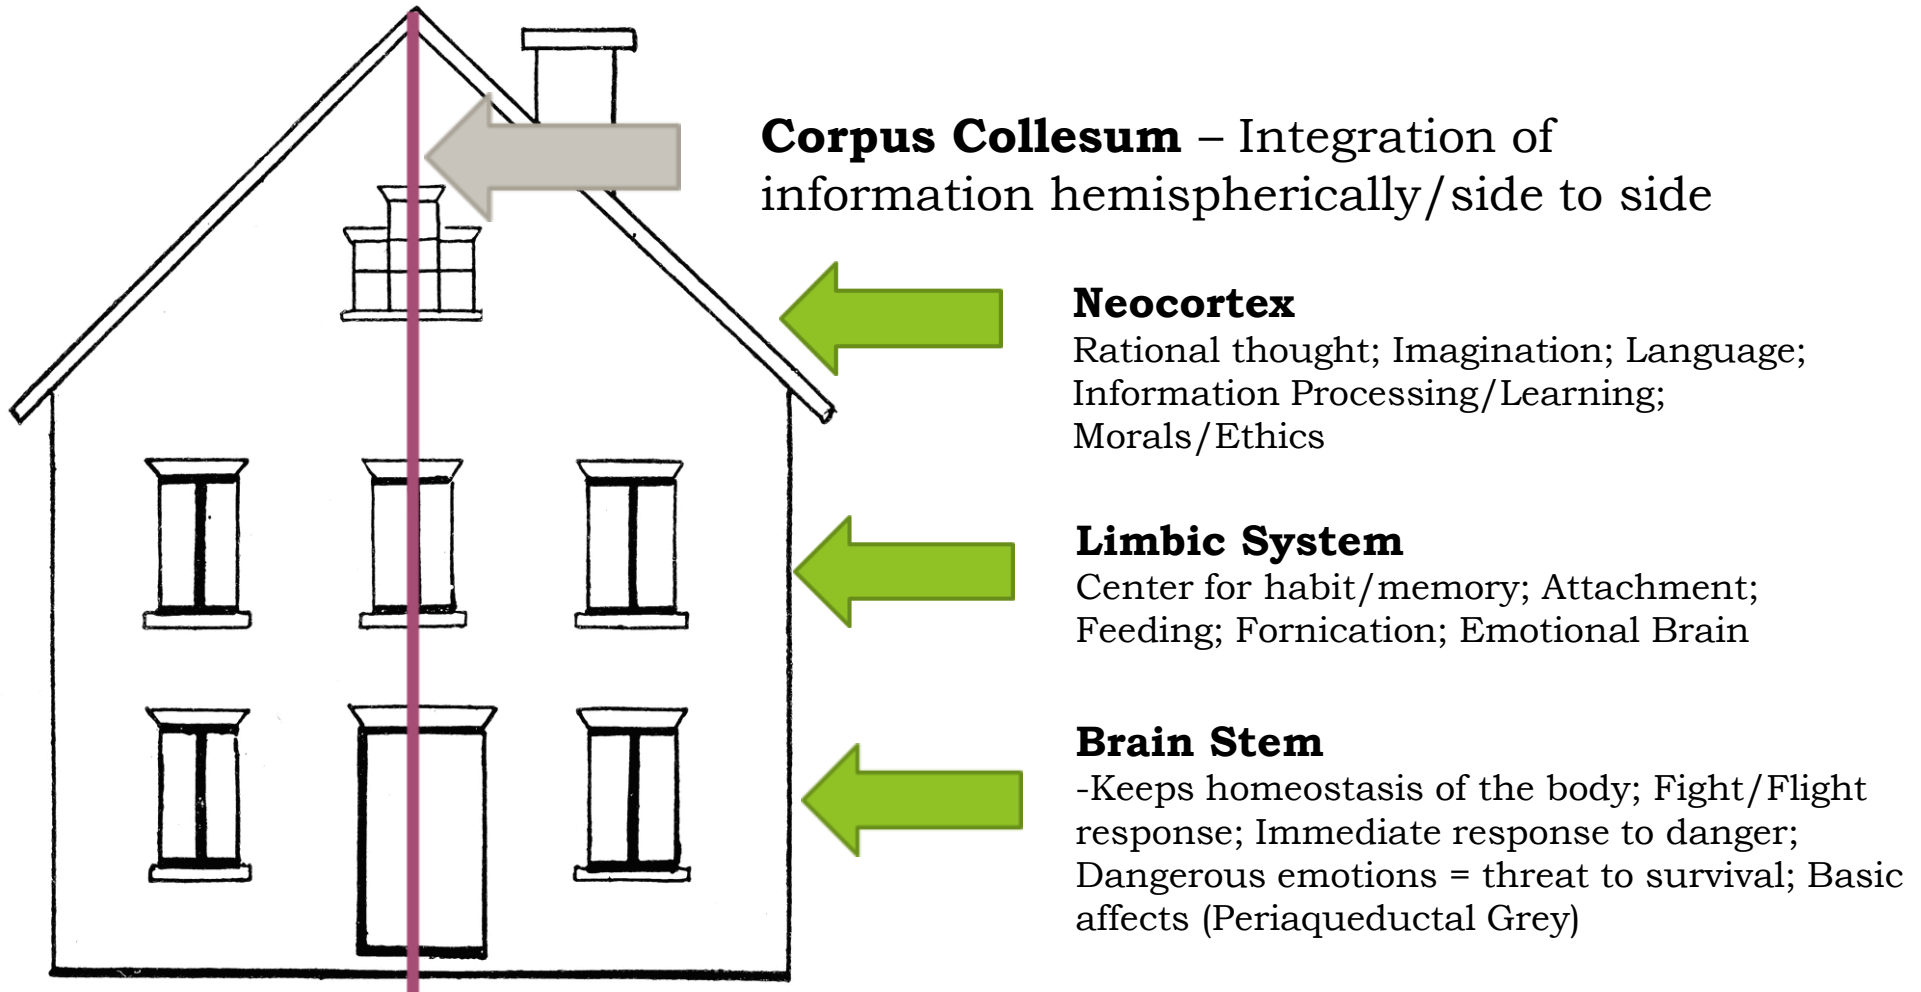 Corpus Collesum – Integration of
information hemispherically/side to side
Neocortex
Rational thought; Imagination; Language;
Information Processing/Learning;
Morals/Ethics
Limbic System
Center for habit/memory; Attachment;
Feeding; Fornication; Emotional Brain
Brain Stem
-Keeps homeostasis of the body; Fight/Flight
response; Immediate response to danger;
Dangerous emotions = threat to survival; Basic
affects (Periaqueductal Grey)